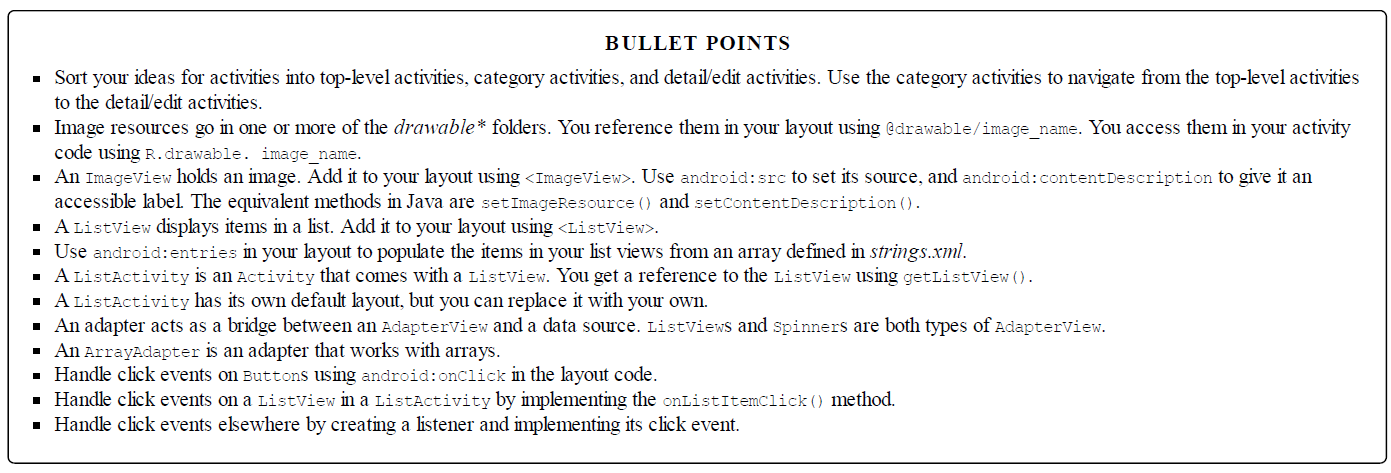 BULLET POINTS
▪ Sort your ideas for activities into top-level activities, category activities, and detail/edit activities. Use the category activities to navigate from the top-level activities
to the detail/edit activities.
▪ Image resources go in one or more of the drawable* folders. You reference them in your layout using @drawable/image_name. You access them in your activity
code using R.drawable. image_name.
▪ An ImageView holds an image. Add it to your layout using <ImageView>. Use android:src to set its source, and android:contentDescription to give it an
accessible label. The equivalent methods in Java are setImageResource() and setContentDescription().
▪ A ListView displays items in a list. Add it to your layout using <ListView>.
▪ Use android:entries in your layout to populate the items in your list views from an array defined in strings.xml.
▪ A ListActivity is an Activity that comes with a ListView. You get a reference to the ListView using getListView().
▪ A ListActivity has its own default layout, but you can replace it with your own.
▪ An adapter acts as a bridge between an AdapterView and a data source. ListViews and Spinners are both types of AdapterView.
▪ An ArrayAdapter is an adapter that works with arrays.
▪ Handle click events on Buttons using android:onClick in the layout code.
▪ Handle click events on a ListView in a ListActivity by implementing the onListItemClick() method.
▪ Handle click events elsewhere by creating a listener and implementing its click event.